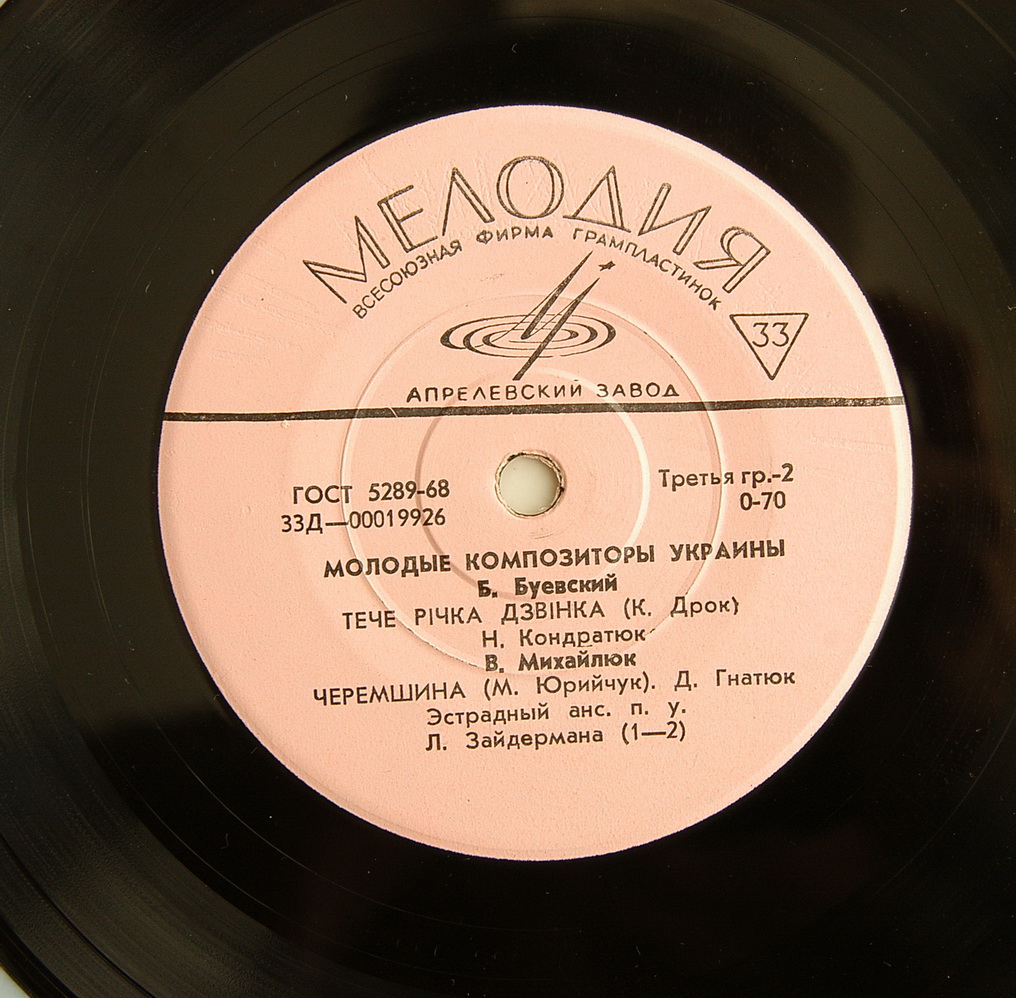 МЕЛОДИЯ
ВСЕСОЮЗНАЯ ФИРМА ГРАМПЛАСТИНОК
33
АПРЕЛЕВСКИЙ ЗАВОД
ГОСТ 5289-68
33Д—00019926
Третья гр.-2
0-70
МОЛОДЫЕ КОМПОЗИТОРЫ УКРАИНЫ
Б. Буевский
ТЕЧЕ РІЧКА ДЗВІНКА (К. Дрок)
Н. Кондратюк
В. Михайлюк
ЧЕРЕМШИНА (М. Юрийчук). Д. Гнатюк
Эстрадный анс. п. у.
Л. Зайдермана (1—2)